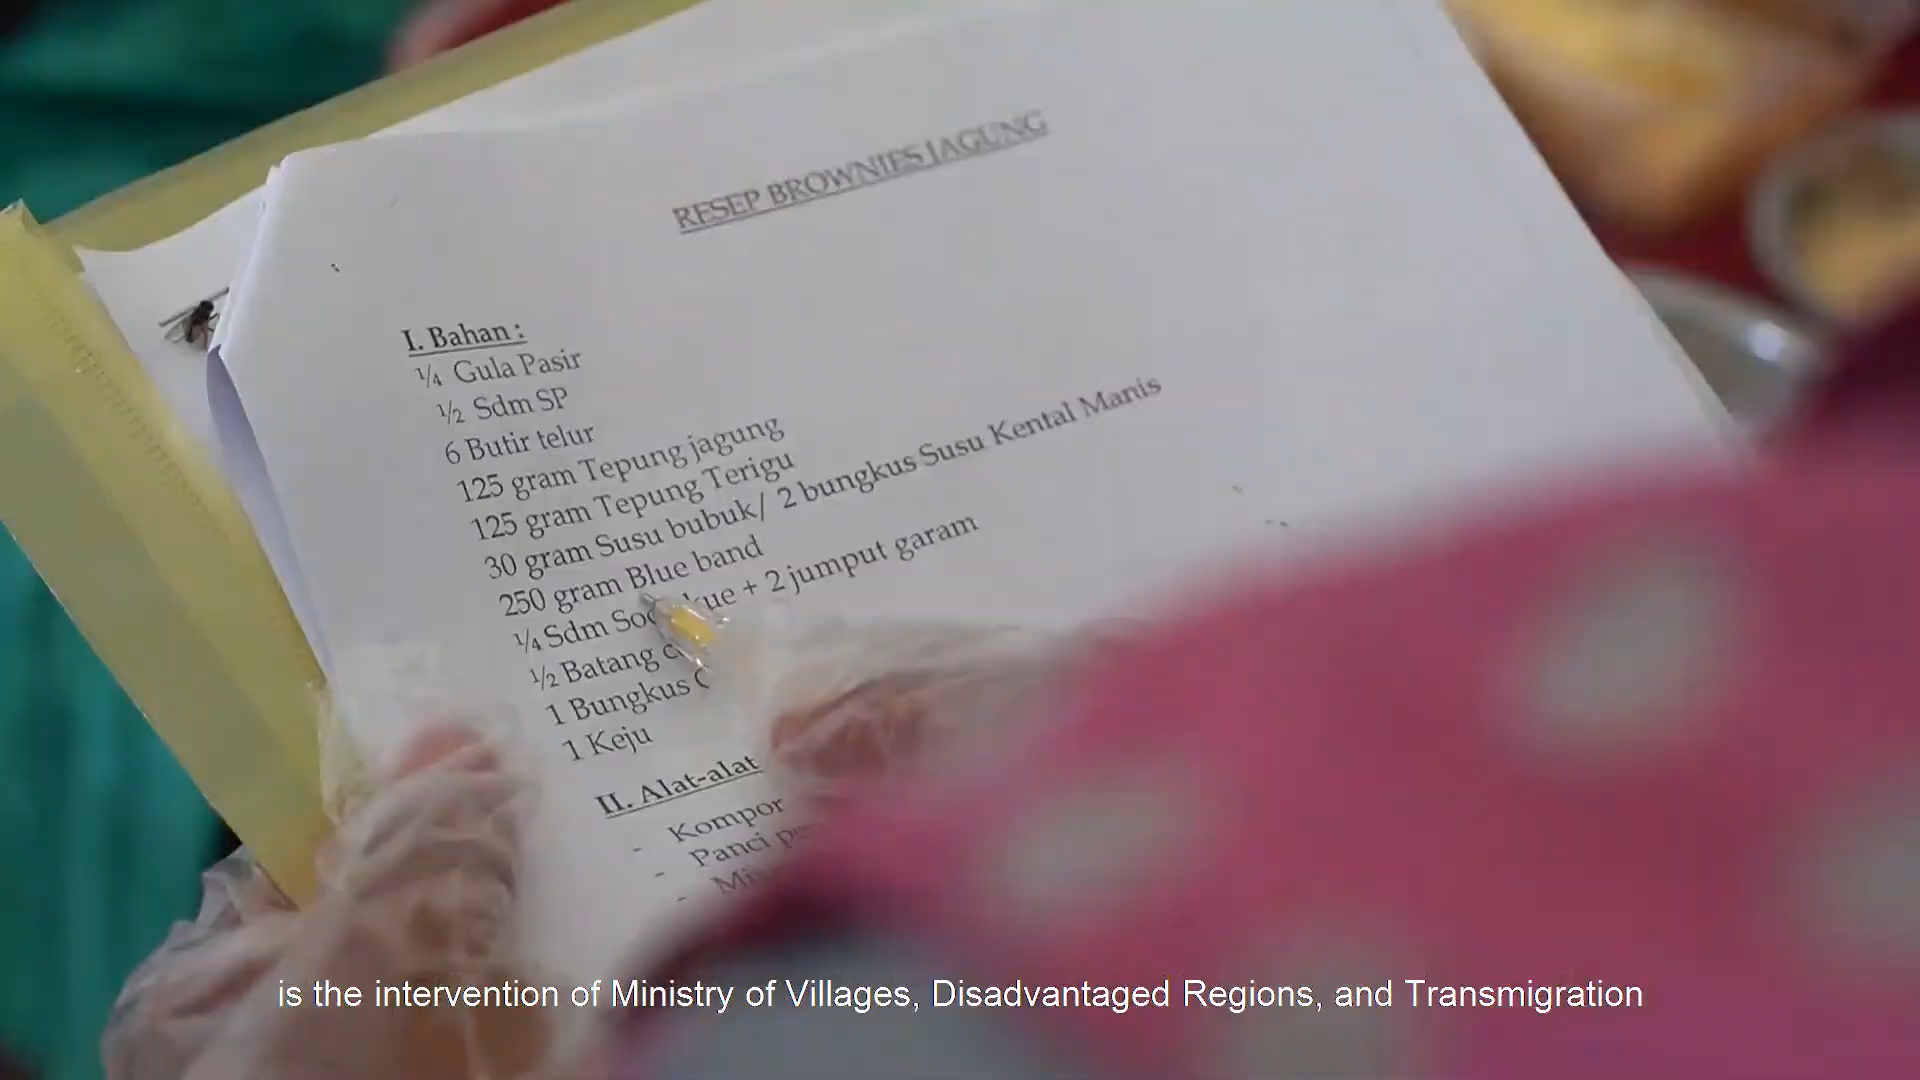 RESEP BROWNIES JAGUNG
I. Bahan :
¼ Gula Pasir
½ Sdm SP
6 Butir telur
125 gram Tepung jagung
125 gram Tepung Terigu
30 gram Susu bubuk/ 2 bungkus Susu Kental Manis
250 gram Blue band
¼ Sdm + 2 jumput garam
½ Batang
1 Bungkus
1 Keju
II. Alat-alat
- Kompor
- Panci
is the intervention of Ministry of Villages, Disadvantaged Regions, and Transmigration